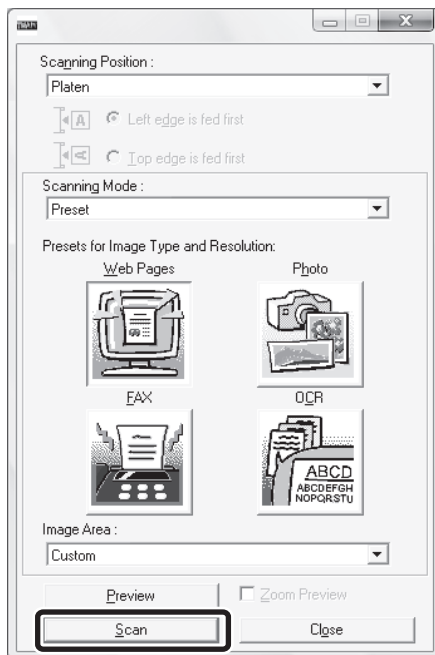 TWAIN
Scanning Position :
Platen
A Left edge is fed first
A Top edge is fed first
Scanning Mode :
Preset
Presets for Image Type and Resolution:
Web Pages Photo
FAX OCR
ABCD
ABCDEFGH
NOPQRSTU
Image Area :
Custom
Preview Zoom Preview
Scan Close